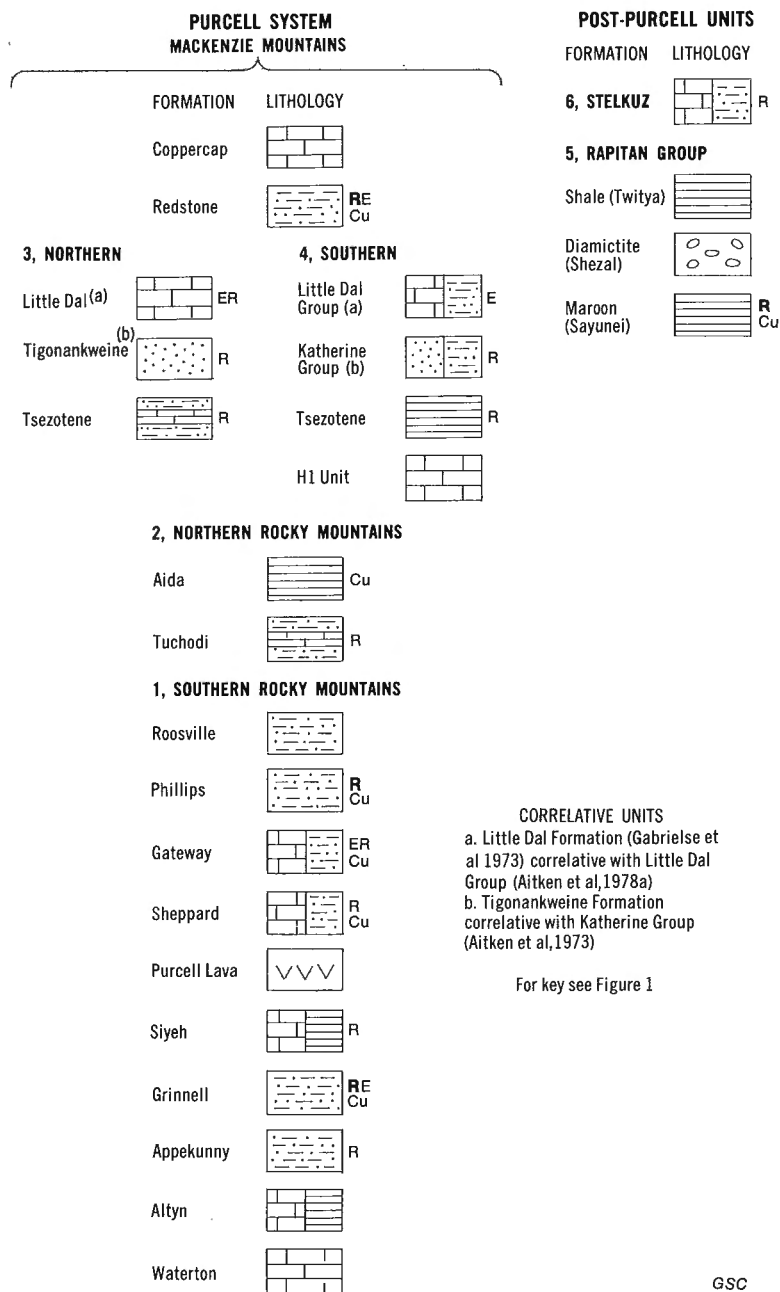 PURCELL SYSTEM
MACKENZIE MOUNTAINS
FORMATION LITHOLOGY
Coppercap
Redstone RE
Cu
3, NORTHERN
Little Dal (a) ER
Tigonankweine (b) R
Tsezotene R
4, SOUTHERN
Little Dal
Group (a) E
Katherine
Group (b) R
Tsezotene R
H1 Unit
2, NORTHERN ROCKY MOUNTAINS
Aida Cu
Tuchodi R
1, SOUTHERN ROCKY MOUNTAINS
Roosville
Phillips R
Cu
Gateway ER
Cu
Sheppard R
Cu
Purcell Lava
Siyeh R
Grinnell RE
Cu
Appekunny R
Altyn
Waterton
POST-PURCELL UNITS
FORMATION LITHOLOGY
6, STELKUZ R
5, RAPITAN GROUP
Shale (Twitya)
Diamictite
(Shezal)
Maroon R
(Sayunei) Cu
CORRELATIVE UNITS
a. Little Dal Formation (Gabrielse et
al 1973) correlative with Little Dal
Group (Aitken et al,1978a)
b. Tigonankweine Formation
correlative with Katherine Group
(Aitken et al,1973)
For key see Figure 1
GSC